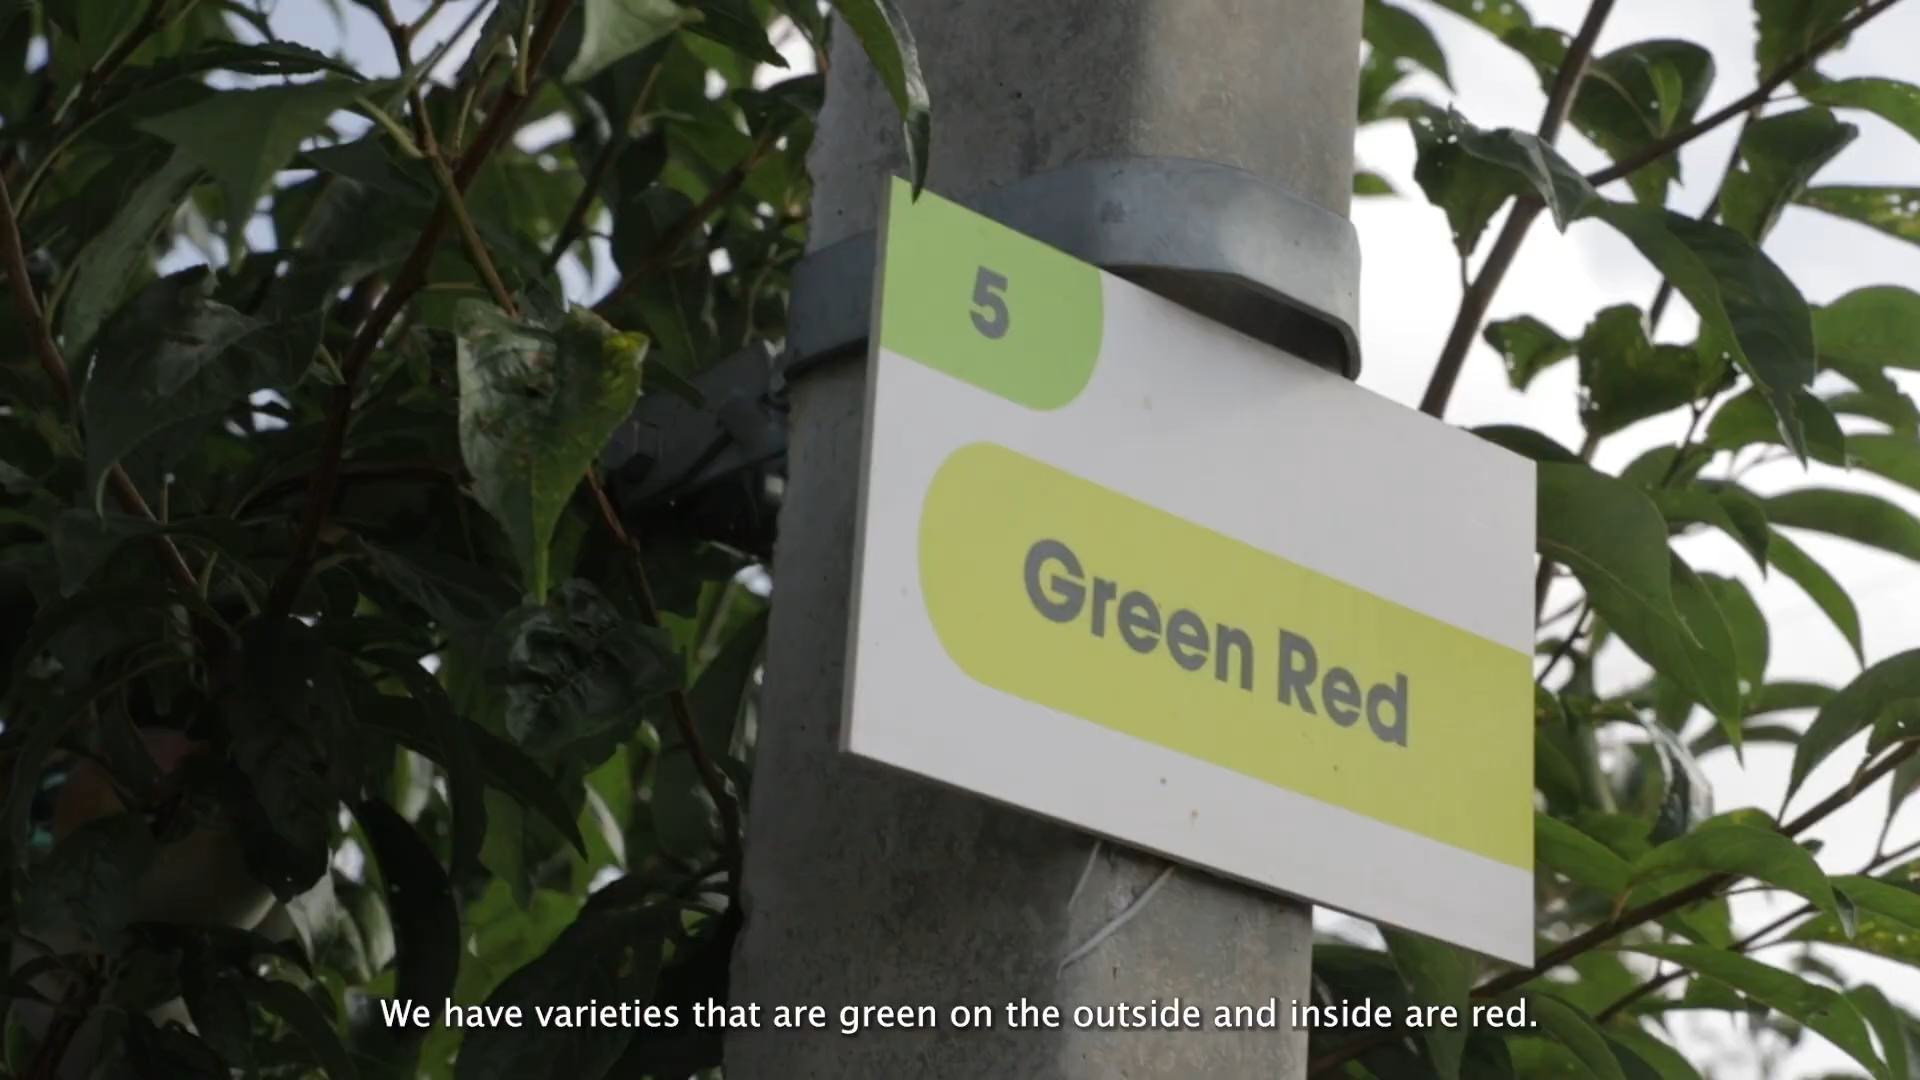 5
Green Red
We have varieties that are green on the outside and inside are red.